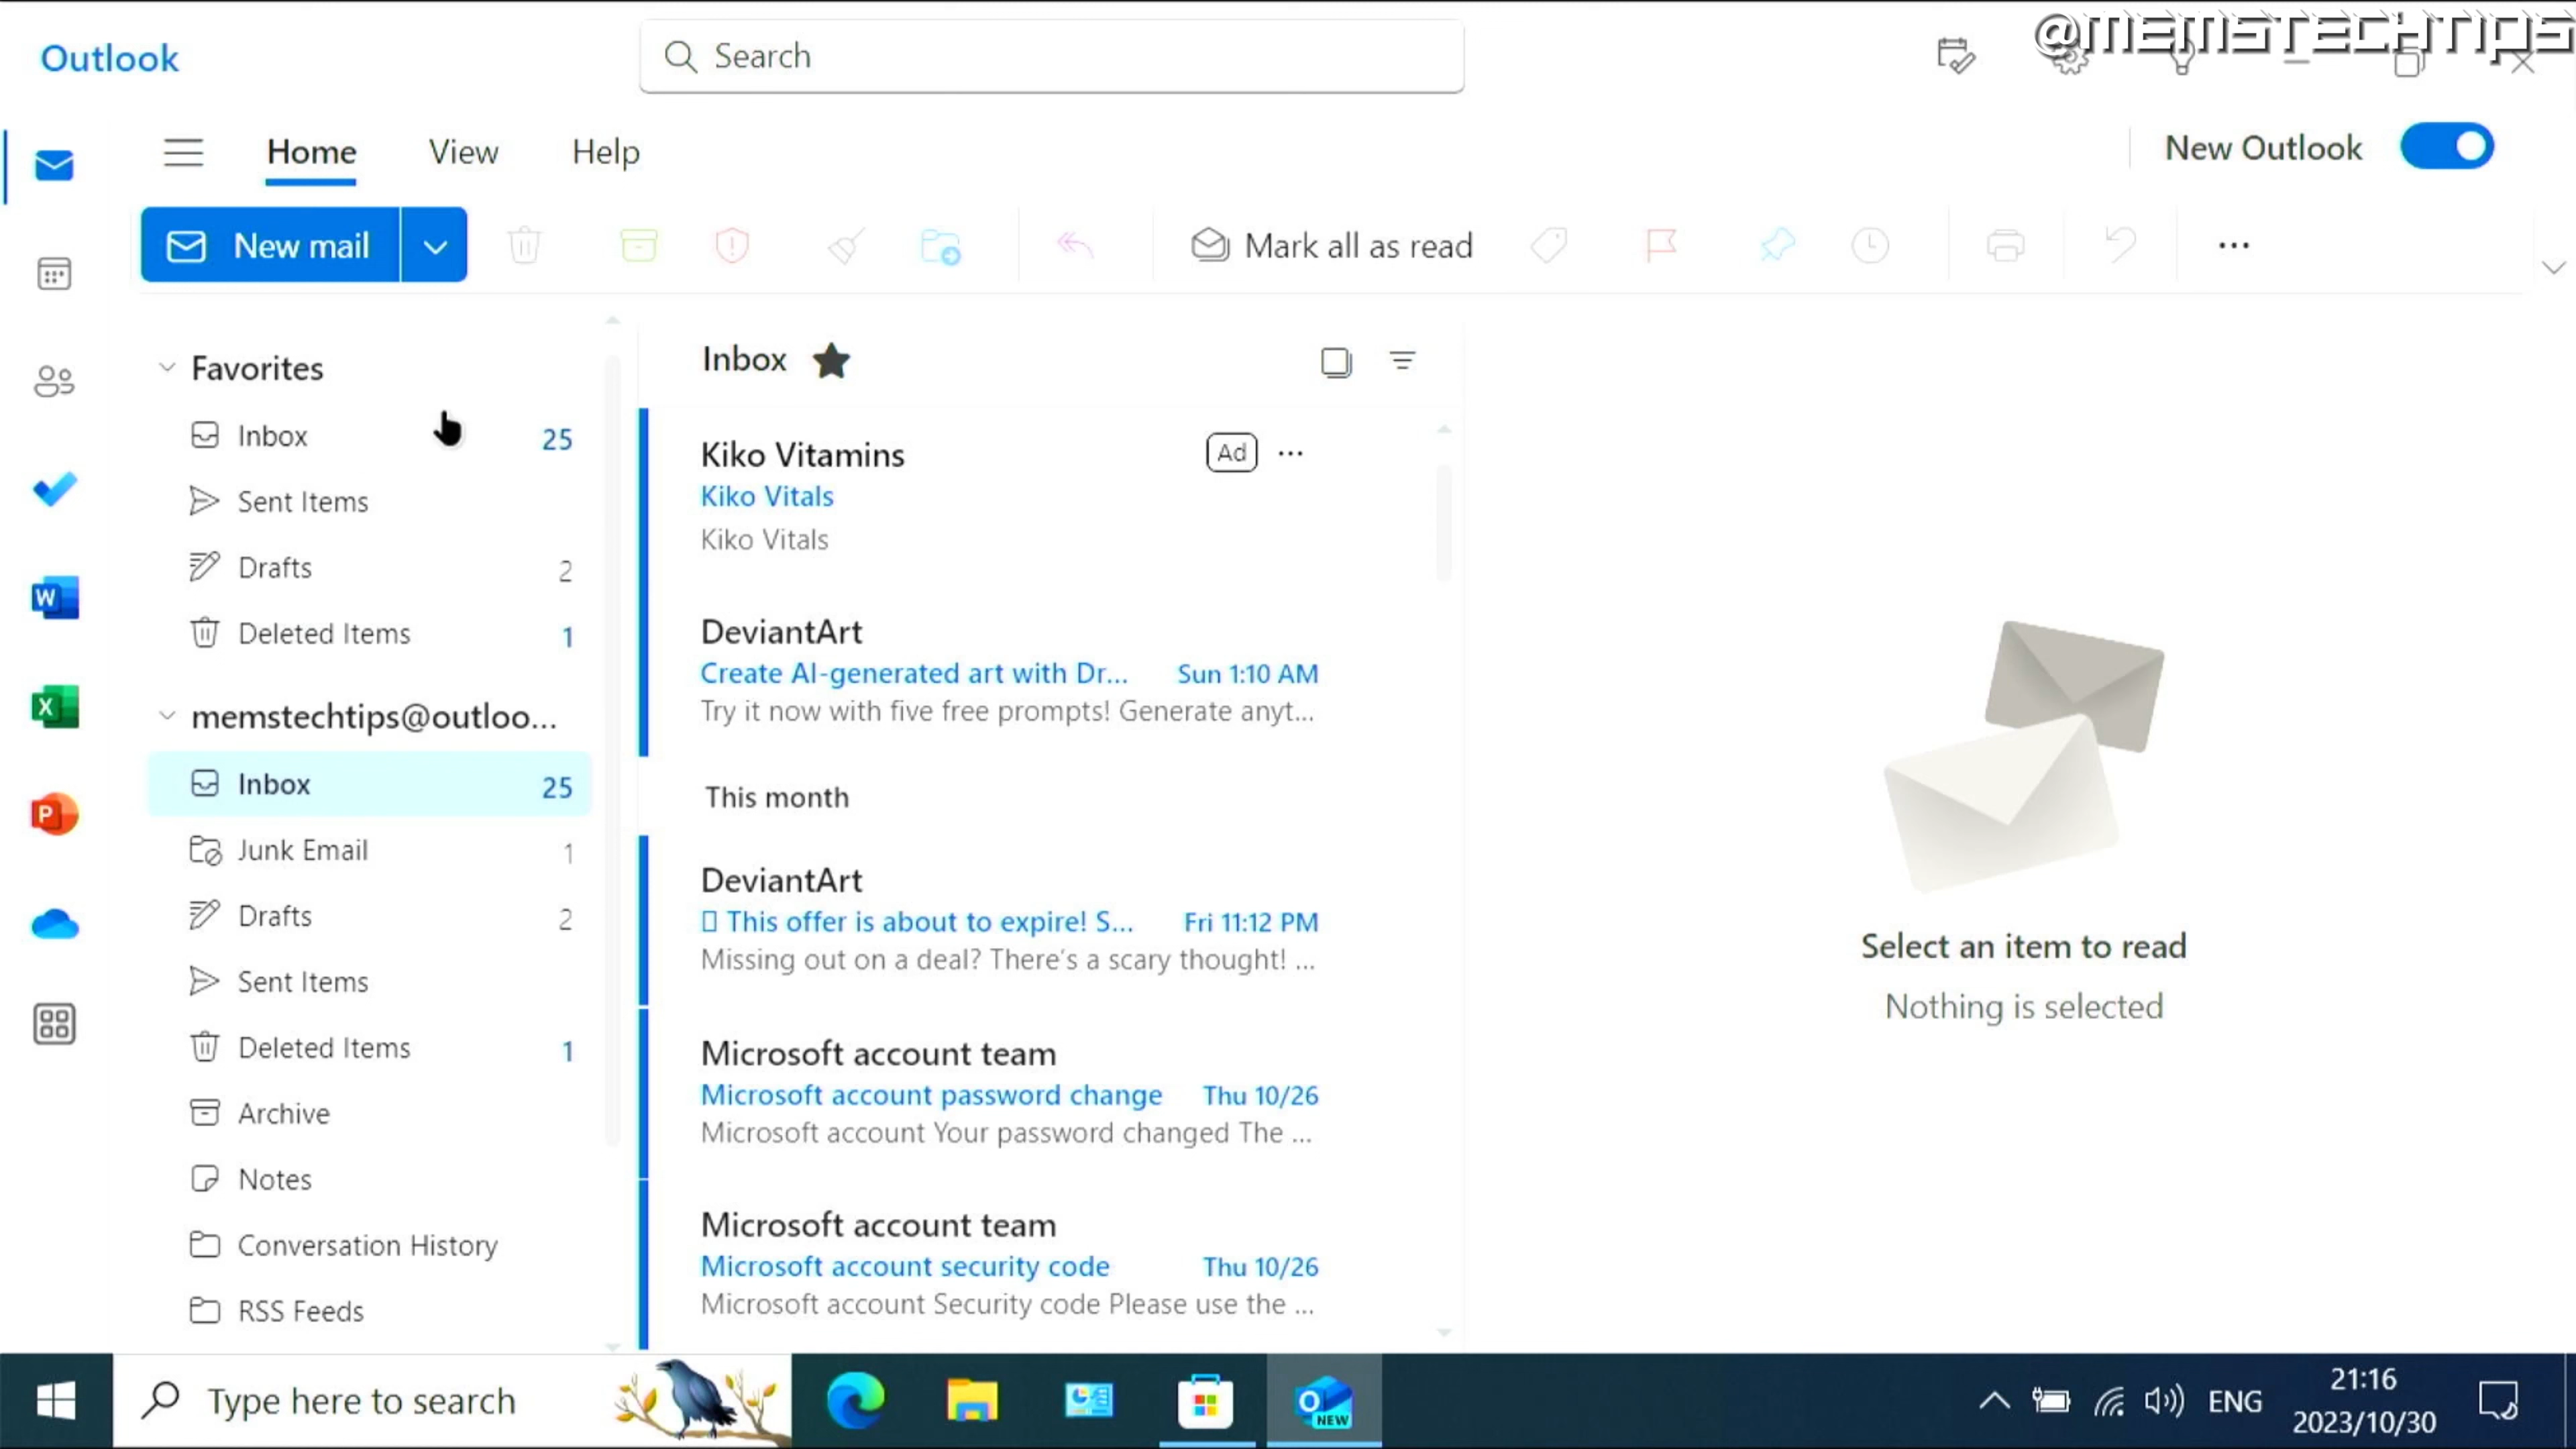 @MEMSTECHTIPS
Outlook
Search
Home
View
Help
New Outlook
New mail
Mark all as read
Favorites
Inbox 25
Sent Items
Drafts 2
Deleted Items 1
memstechtips@outloo...
Inbox 25
Junk Email 1
Drafts 2
Sent Items
Deleted Items 1
Archive
Notes
Conversation History
RSS Feeds
Inbox
Kiko Vitamins Ad
Kiko Vitals
Kiko Vitals
DeviantArt
Create AI-generated art with Dr... Sun 1:10 AM
Try it now with five free prompts! Generate anyt...
This month
DeviantArt
This offer is about to expire! S... Fri 11:12 PM
Missing out on a deal? There's a scary thought! ...
Microsoft account team
Microsoft account password change Thu 10/26
Microsoft account Your password changed The ...
Microsoft account team
Microsoft account security code Thu 10/26
Microsoft account Security code Please use the ...
Select an item to read
Nothing is selected
W
X
P
Type here to search
O
NEW
ENG
21:16
2023/10/30